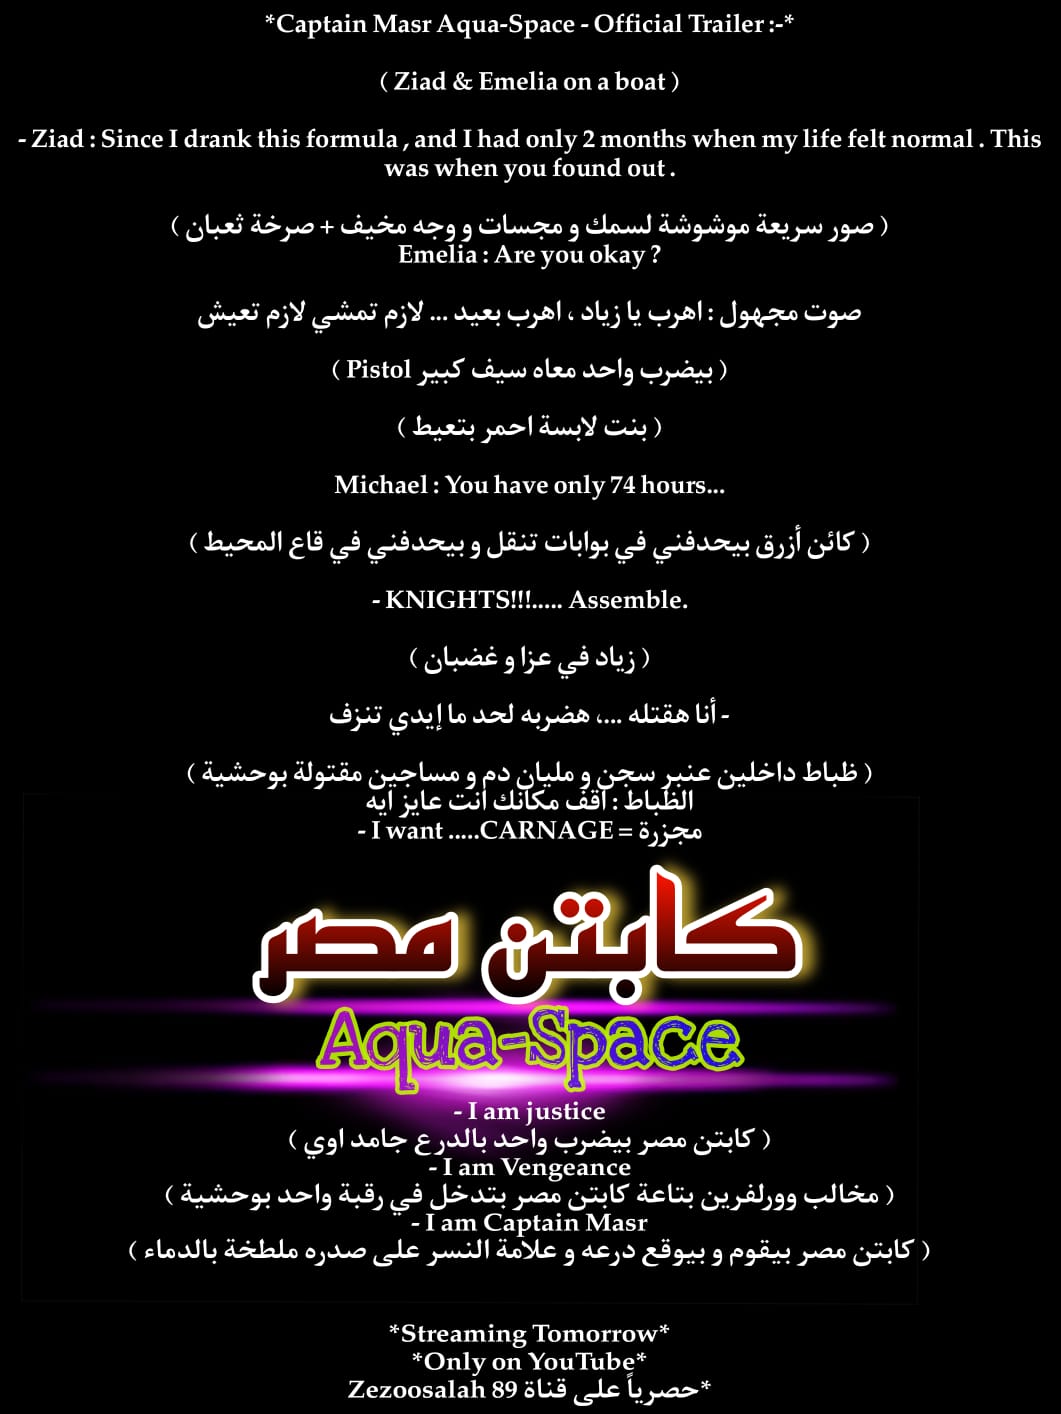 *Captain Masr Aqua-Space - Official Trailer :-*
( Ziad & Emelia on a boat )
- Ziad : Since I drank this formula , and I had only 2 months when my life felt normal . This
was when you found out .
( صور سريعة موشوشة لسمك و مجسات و وجه مخيف + صرخة ثعبان )
Emelia : Are you okay ?
صوت مجهول : اهرب يا زياد ، اهرب بعيد ... لازم تمشي لازم تعيش
( بيضرب واحد معاه سيف كبير Pistol )
( بنت لابسة احمر بتعيط )
Michael : You have only 74 hours...
( كائن أزرق بيحدفني في بوابات تنقل و بيحدفني في قاع المحيط )
- KNIGHTS!!!..... Assemble.
( زياد في عزا و غضبان )
- أنا هقتله ....، هضربه لحد ما إيدي تنزف
( ظباط داخلين عنبر سجن و مليان دم و مساجين مقتولة بوحشية )
الظباط : اقف مكانك انت عايز ايه
- I want .....CARNAGE = مجزرة
كابتن مصر
Aqua-Space
- I am justice
( كابتن مصر بيضرب واحد بالدرع جامد اوي )
- I am Vengeance
( مخالب وورلفرين بتاعة كابتن مصر بتدخل في رقبة واحد بوحشية )
- I am Captain Masr
( كابتن مصر بيقوم و بيوقع درعه و علامة النسر على صدره ملطخة بالدماء )
*Streaming Tomorrow*
*Only on YouTube*
*حصرياً على قناة Zezoosalah 89